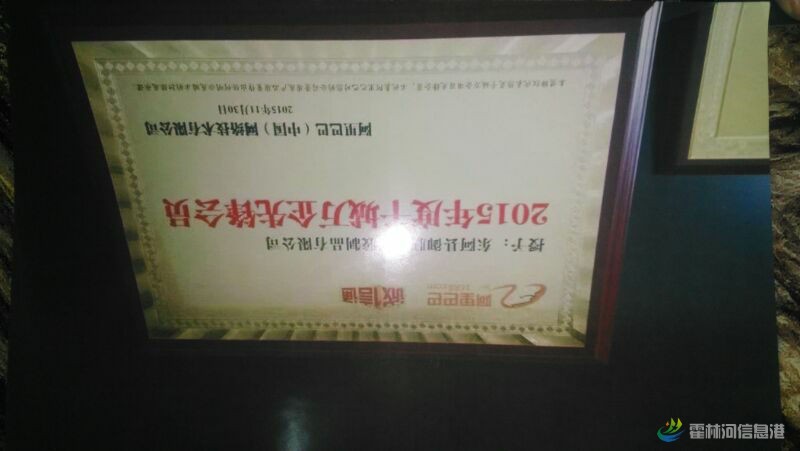 阿里巴巴 诚信通
1688.com
授予：东阿县御 胶制品有限公司
2015年度千城万企先锋会员
阿里巴巴（中国）网络技术有限公司
2015年11月30日
霍林河信息港